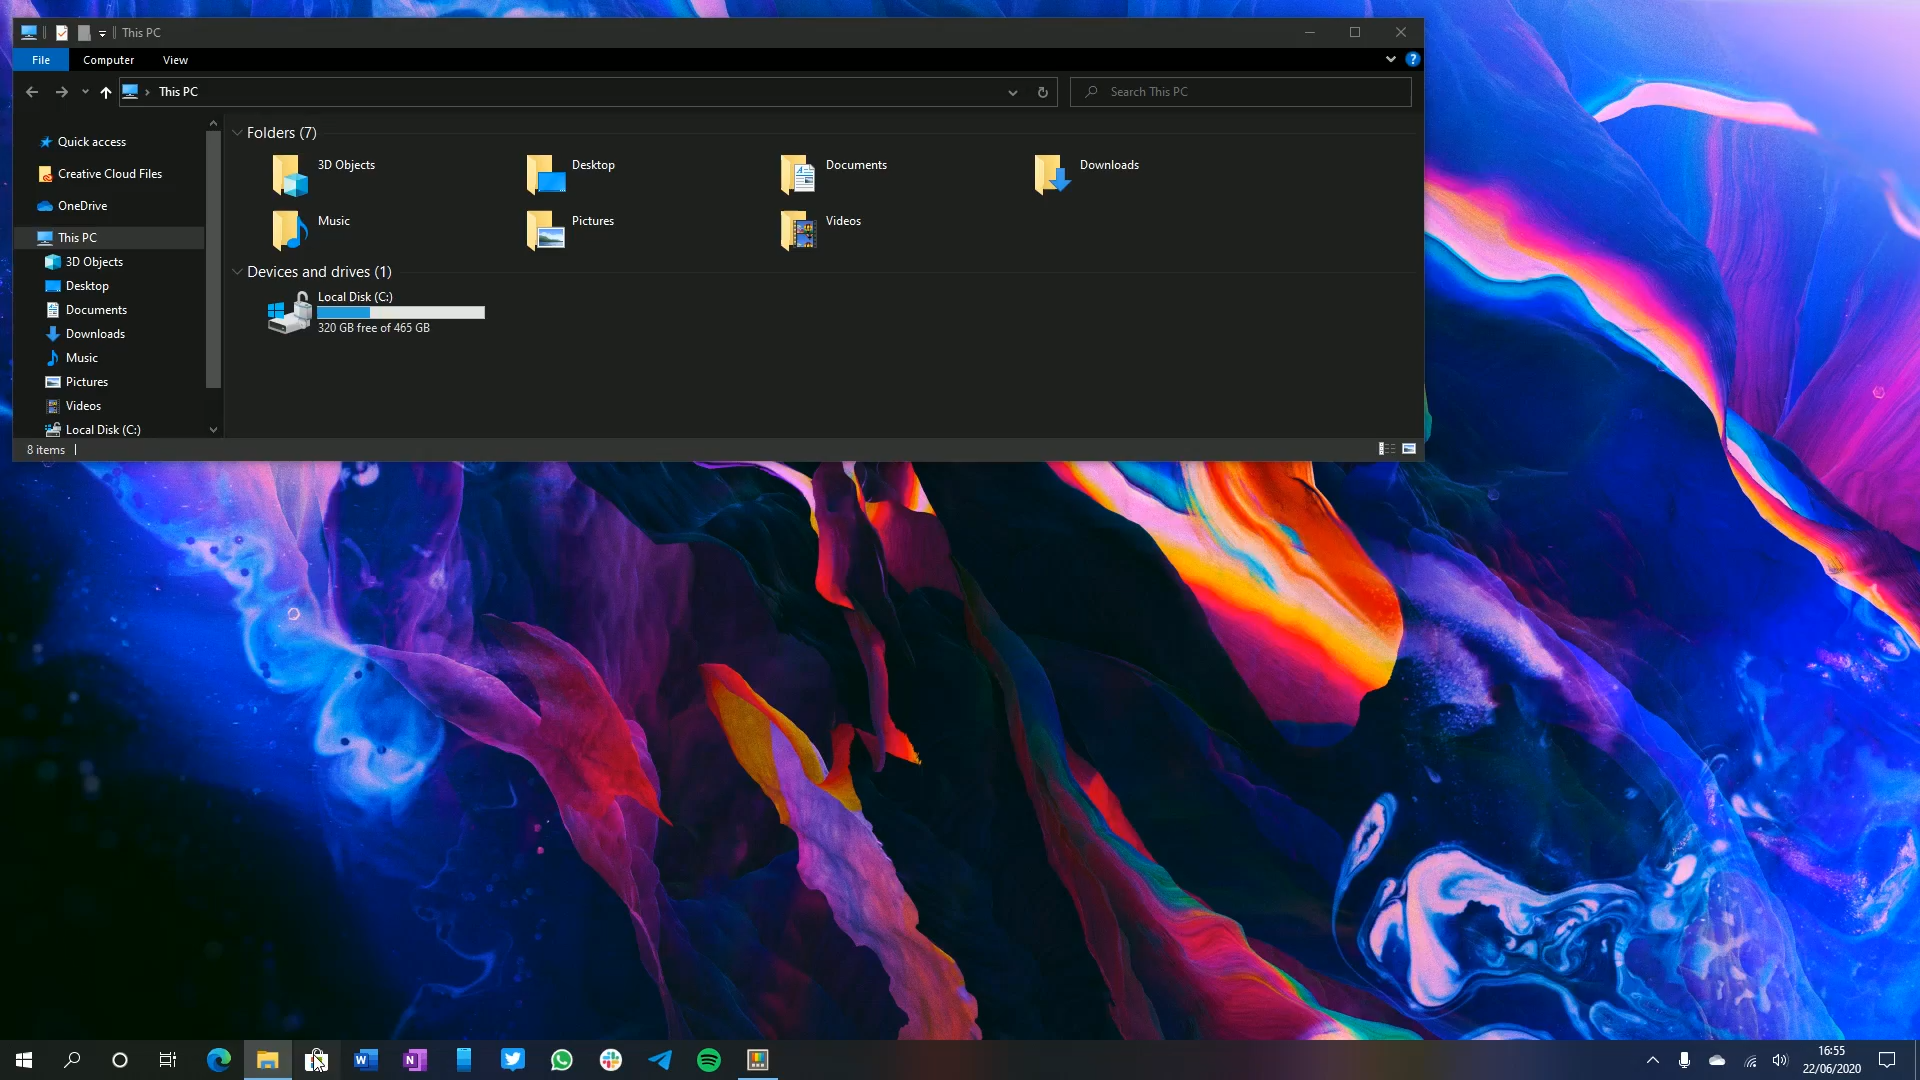 This PC
File Computer View
This PC
Search This PC
Quick access
Creative Cloud Files
OneDrive
This PC
3D Objects
Desktop
Documents
Downloads
Music
Pictures
Videos
Local Disk (C:)
Folders (7)
3D Objects
Desktop
Documents
Downloads
Music
Pictures
Videos
Devices and drives (1)
Local Disk (C:)
320 GB free of 465 GB
8 items
16:55
22/06/2020